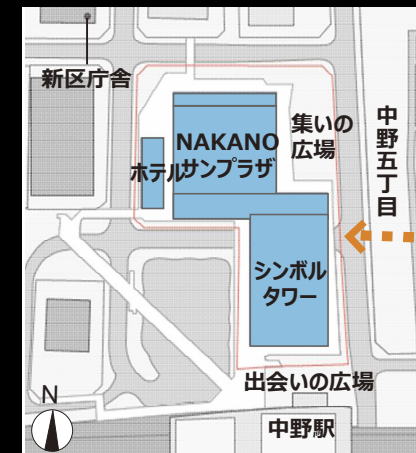 新区庁舎
NAKANO
サンプラザ
ホテル
集いの
広場
中野五丁目
シンボル
タワー
出会いの広場
中野駅
N